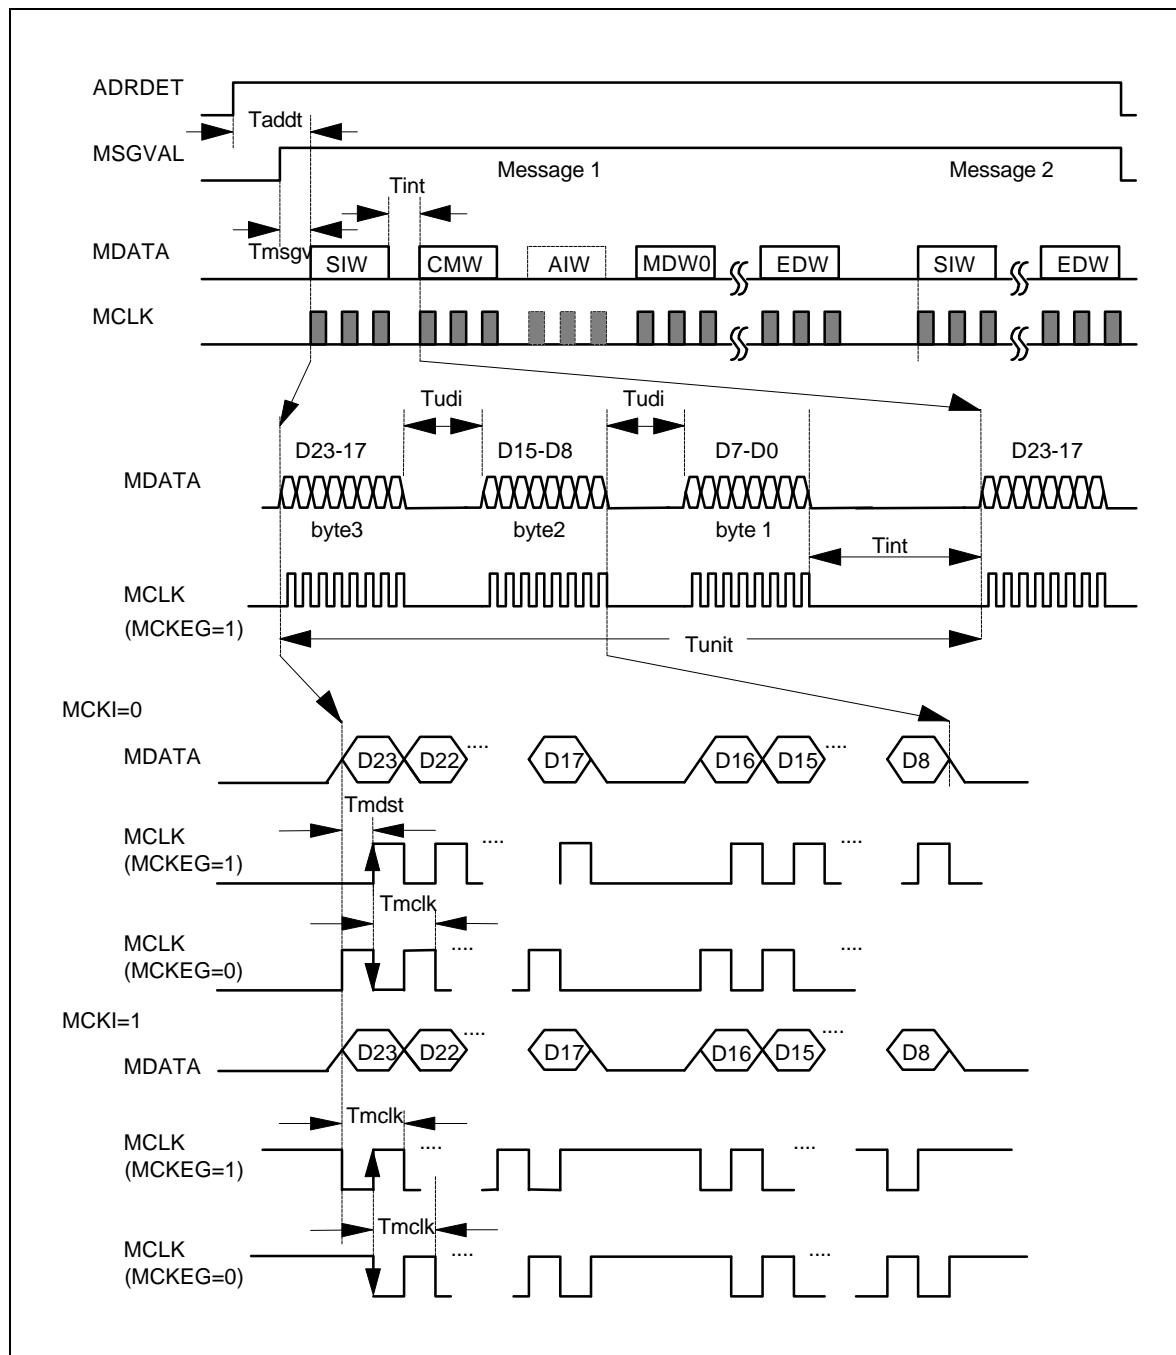 ADRDET
Taddt
MSGVAL
Message 1 Message 2
Tint
Tmsgv
MDATA
SIW CMW AIW MDW0 EDW SIW EDW
MCLK
Tudi Tudi
D23-17 D15-D8 D7-D0 D23-17
MDATA
byte3 byte2 byte 1
Tint
MCLK
(MCKEG=1)
Tunit
MCKI=0
MDATA
D23 D22 .... D17 D16 D15 .... D8
Tmdst
MCLK
(MCKEG=1)
.... ....
Tmclk
MCLK
(MCKEG=0)
.... ....
MCKI=1
MDATA
D23 D22 .... D17 D16 D15 .... D8
Tmclk
MCLK
(MCKEG=1)
.... ....
Tmclk
MCLK
(MCKEG=0)
.... ....